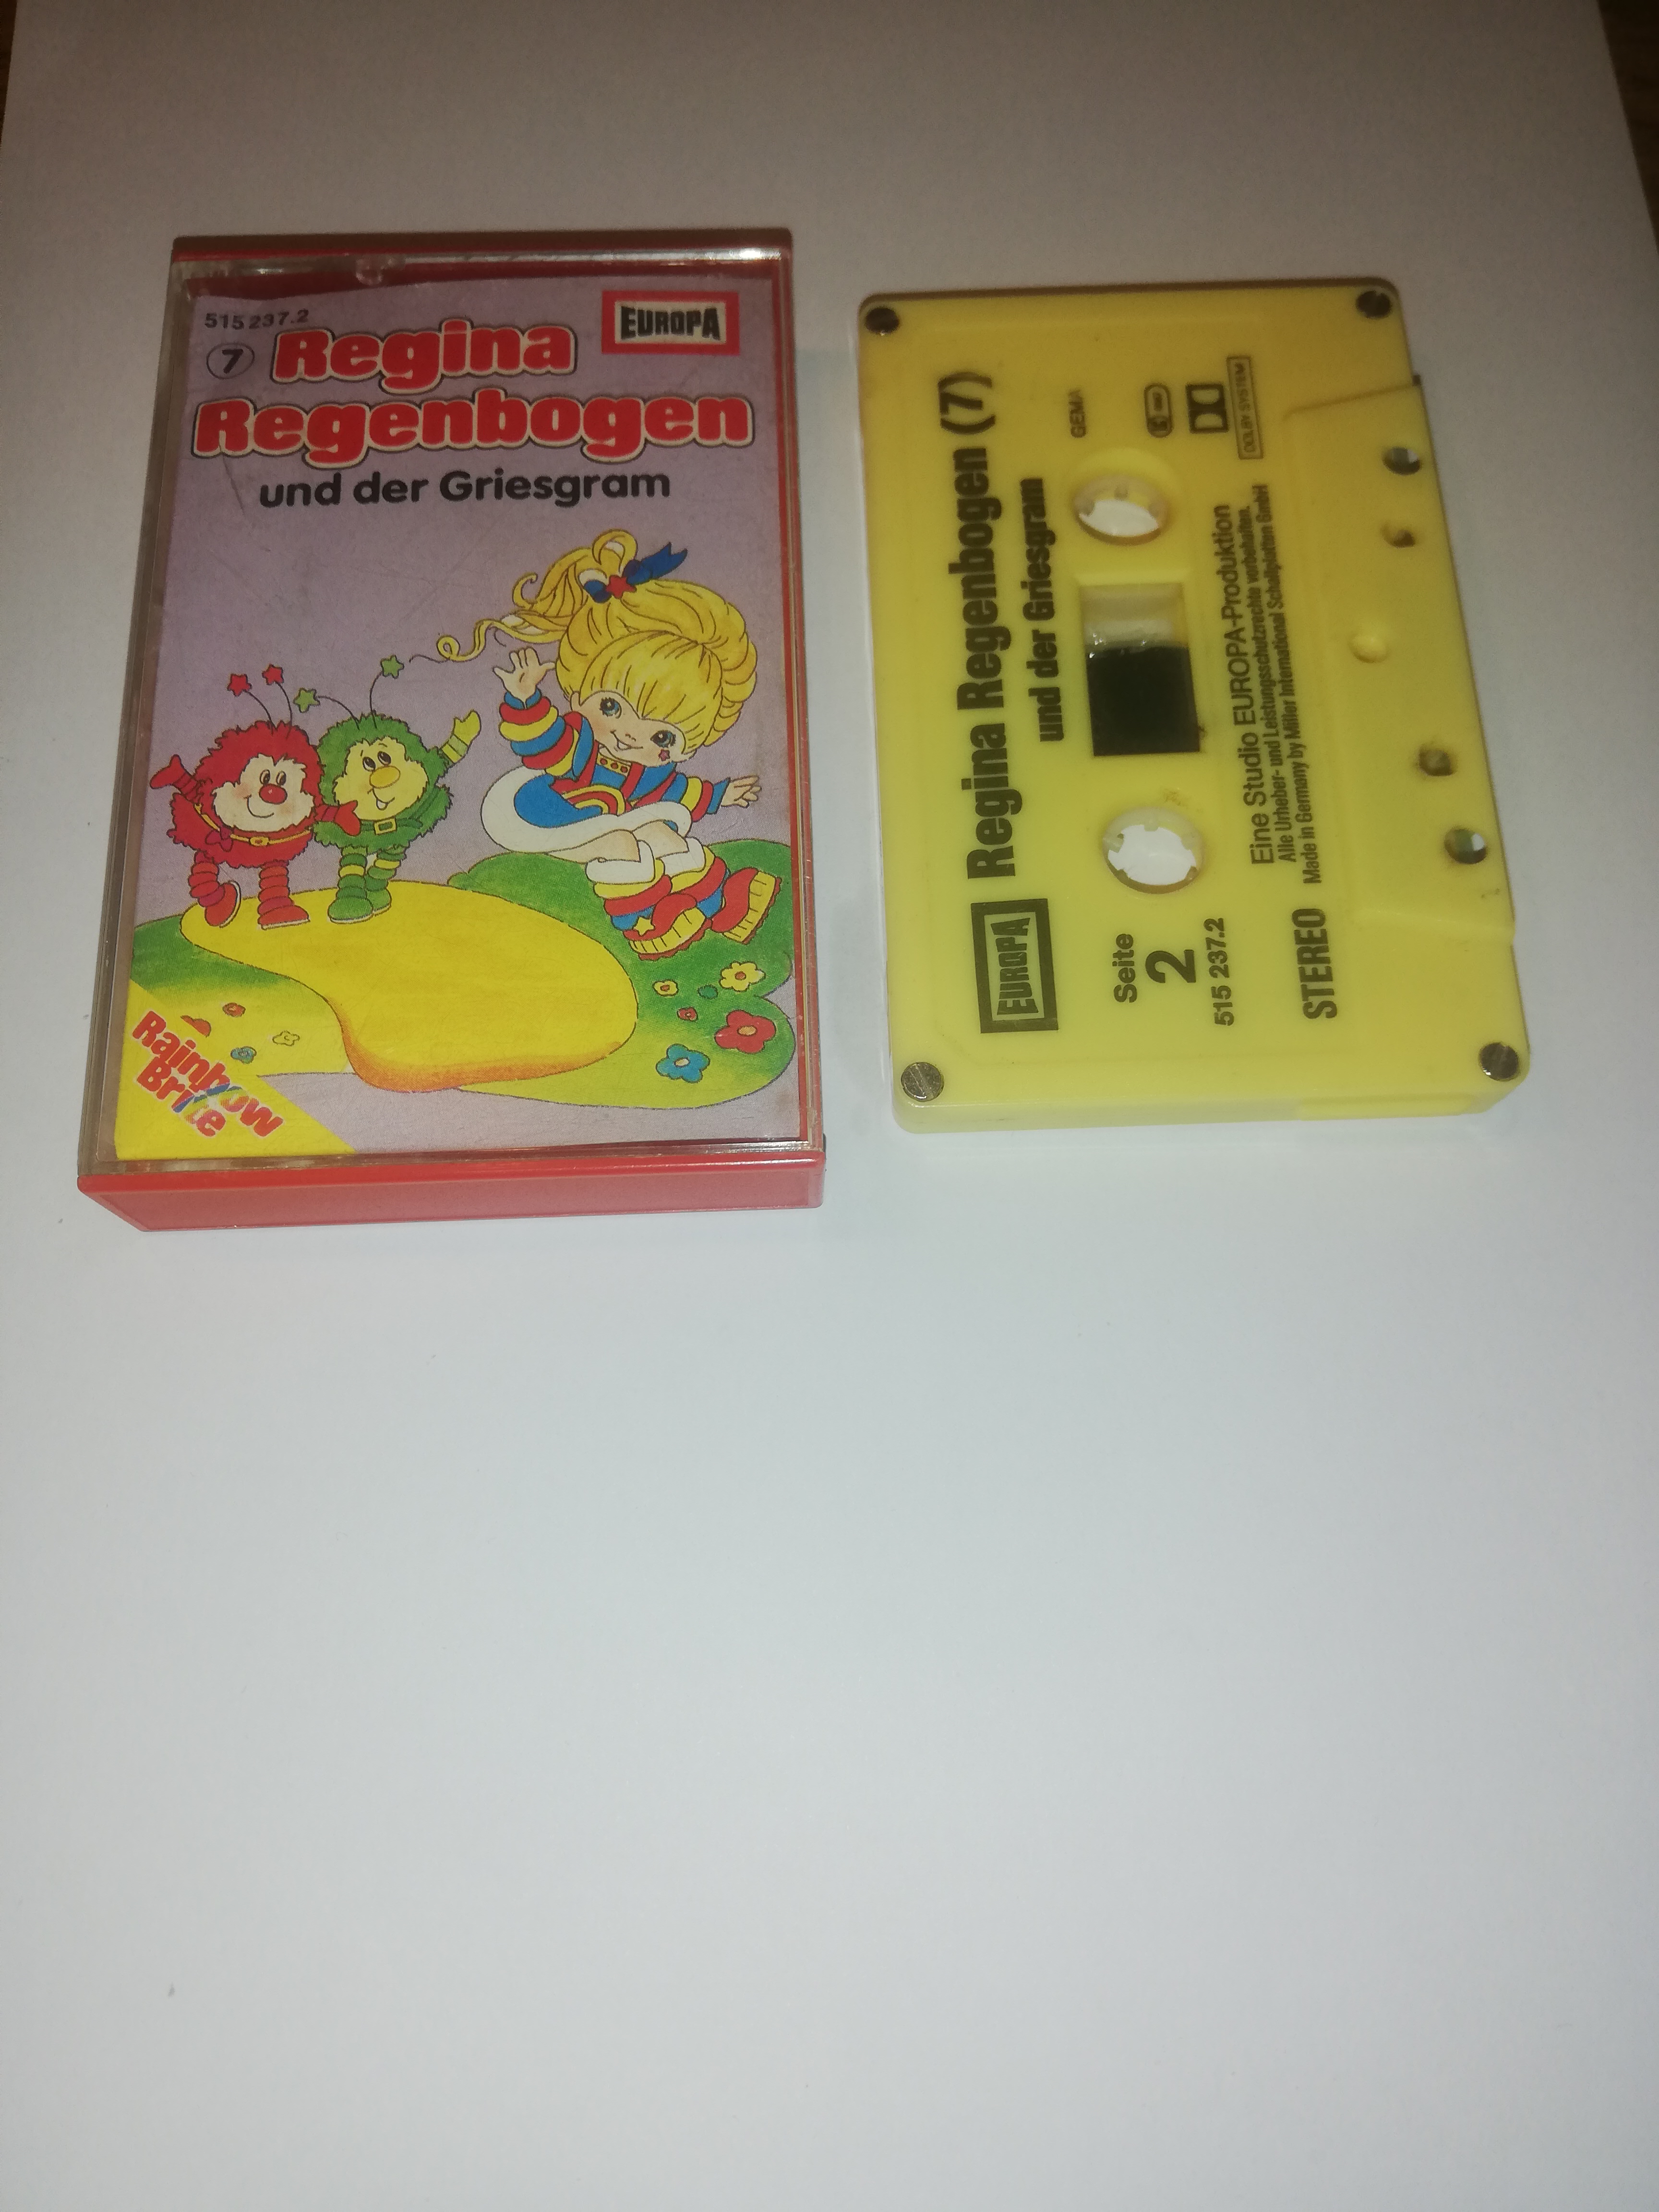 515 237.2
7
EUROPA
Regina
Regenbogen
und der Griesgram
Rainbow
Brite
EUROPA
Regina Regenbogen (7)
und der Griesgram
Seite
2
515 237.2
GEMA
STEREO
Eine Studio EUROPA-Produktion
Alle Urheber- und Leistungsschutzrechte vorbehalten.
Made in Germany by Miller International Schallplatten GmbH
DOLBY SYSTEM